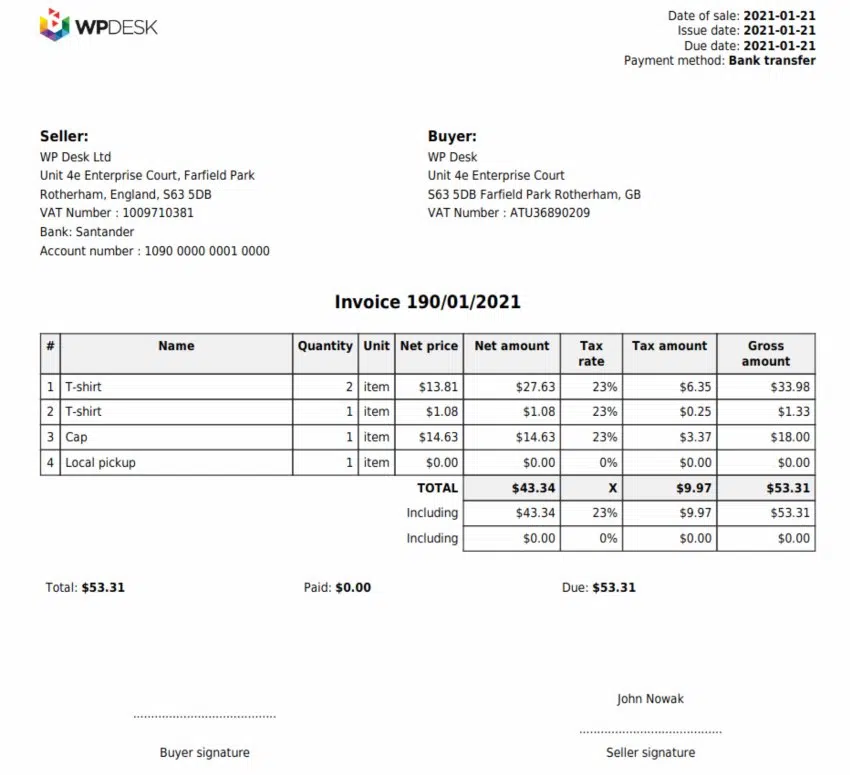 WPDESK
Date of sale: 2021-01-21
Issue date: 2021-01-21
Due date: 2021-01-21
Payment method: Bank transfer
Seller:
WP Desk Ltd
Unit 4e Enterprise Court, Farfield Park
Rotherham, England, S63 5DB
VAT Number : 1009710381
Bank: Santander
Account number : 1090 0000 0001 0000
Buyer:
WP Desk
Unit 4e Enterprise Court
S63 5DB Farfield Park Rotherham, GB
VAT Number : ATU36890209
Invoice 190/01/2021
# Name Quantity Unit Net price Net amount Tax rate Tax amount Gross amount
1 T-shirt 2 item $13.81 $27.63 23% $6.35 $33.98
2 T-shirt 1 item $1.08 $1.08 23% $0.25 $1.33
3 Cap 1 item $14.63 $14.63 23% $3.37 $18.00
4 Local pickup 1 item $0.00 $0.00 0% $0.00 $0.00
TOTAL $43.34 X $9.97 $53.31
Including $43.34 23% $9.97 $53.31
Including $0.00 0% $0.00 $0.00
Total: $53.31 Paid: $0.00 Due: $53.31
John Nowak
Buyer signature Seller signature